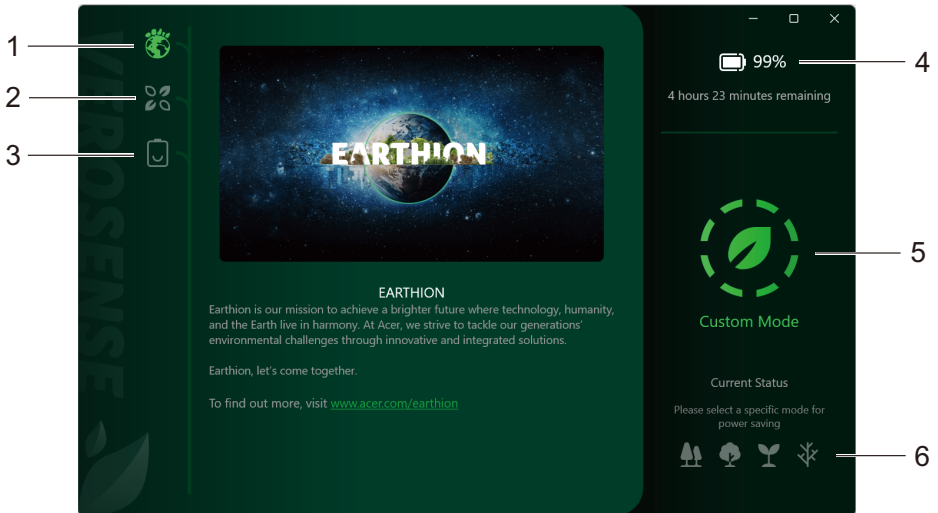 1
2
3
4
5
6
VEROSENSE
EARTHION
EARTHION
Earthion is our mission to achieve a brighter future where technology, humanity,
and the Earth live in harmony. At Acer, we strive to tackle our generations'
environmental challenges through innovative and integrated solutions.
Earthion, let's come together.
To find out more, visit www.acer.com/earthion
99%
4 hours 23 minutes remaining
Custom Mode
Current Status
Please select a specific mode for
power saving